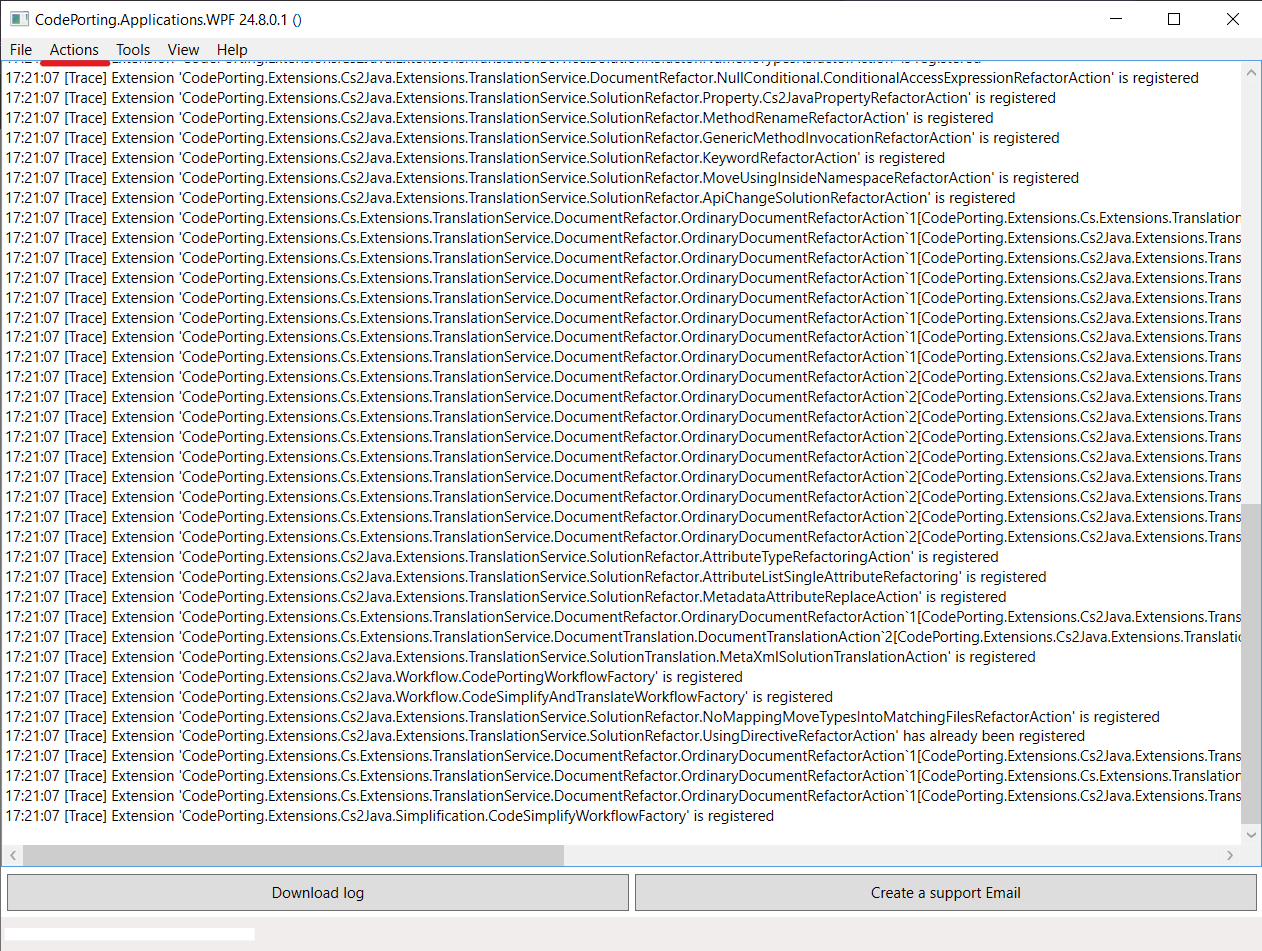 CodePorting.Applications.WPF 24.8.0.1 ()
File Actions Tools View Help
17:21:07 [Trace] Extension 'CodePorting.Extensions.Cs2Java.Extensions.TranslationService.DocumentRefactor.NullConditional.ConditionalAccessExpressionRefactorAction' is registered
17:21:07 [Trace] Extension 'CodePorting.Extensions.Cs2Java.Extensions.TranslationService.SolutionRefactor.Property.Cs2JavaPropertyRefactorAction' is registered
17:21:07 [Trace] Extension 'CodePorting.Extensions.Cs2Java.Extensions.TranslationService.SolutionRefactor.MethodRenameRefactorAction' is registered
17:21:07 [Trace] Extension 'CodePorting.Extensions.Cs2Java.Extensions.TranslationService.SolutionRefactor.GenericMethodInvocationRefactorAction' is registered
17:21:07 [Trace] Extension 'CodePorting.Extensions.Cs2Java.Extensions.TranslationService.SolutionRefactor.KeywordRefactorAction' is registered
17:21:07 [Trace] Extension 'CodePorting.Extensions.Cs2Java.Extensions.TranslationService.SolutionRefactor.MoveUsingInsideNamespaceRefactorAction' is registered
17:21:07 [Trace] Extension 'CodePorting.Extensions.Cs2Java.Extensions.TranslationService.SolutionRefactor.ApiChangeSolutionRefactorAction' is registered
17:21:07 [Trace] Extension 'CodePorting.Extensions.Cs.Extensions.TranslationService.DocumentRefactor.OrdinaryDocumentRefactorAction`1[CodePorting.Extensions.Cs.Extensions.Translation
17:21:07 [Trace] Extension 'CodePorting.Extensions.Cs.Extensions.TranslationService.DocumentRefactor.OrdinaryDocumentRefactorAction`1[CodePorting.Extensions.Cs2Java.Extensions.Trans
17:21:07 [Trace] Extension 'CodePorting.Extensions.Cs.Extensions.TranslationService.DocumentRefactor.OrdinaryDocumentRefactorAction`1[CodePorting.Extensions.Cs2Java.Extensions.Trans
17:21:07 [Trace] Extension 'CodePorting.Extensions.Cs.Extensions.TranslationService.DocumentRefactor.OrdinaryDocumentRefactorAction`1[CodePorting.Extensions.Cs2Java.Extensions.Trans
17:21:07 [Trace] Extension 'CodePorting.Extensions.Cs.Extensions.TranslationService.DocumentRefactor.OrdinaryDocumentRefactorAction`1[CodePorting.Extensions.Cs2Java.Extensions.Trans
17:21:07 [Trace] Extension 'CodePorting.Extensions.Cs.Extensions.TranslationService.DocumentRefactor.OrdinaryDocumentRefactorAction`1[CodePorting.Extensions.Cs2Java.Extensions.Trans
17:21:07 [Trace] Extension 'CodePorting.Extensions.Cs.Extensions.TranslationService.DocumentRefactor.OrdinaryDocumentRefactorAction`1[CodePorting.Extensions.Cs2Java.Extensions.Trans
17:21:07 [Trace] Extension 'CodePorting.Extensions.Cs.Extensions.TranslationService.DocumentRefactor.OrdinaryDocumentRefactorAction`1[CodePorting.Extensions.Cs2Java.Extensions.Trans
17:21:07 [Trace] Extension 'CodePorting.Extensions.Cs.Extensions.TranslationService.DocumentRefactor.OrdinaryDocumentRefactorAction`2[CodePorting.Extensions.Cs2Java.Extensions.Trans
17:21:07 [Trace] Extension 'CodePorting.Extensions.Cs.Extensions.TranslationService.DocumentRefactor.OrdinaryDocumentRefactorAction`2[CodePorting.Extensions.Cs2Java.Extensions.Trans
17:21:07 [Trace] Extension 'CodePorting.Extensions.Cs.Extensions.TranslationService.DocumentRefactor.OrdinaryDocumentRefactorAction`2[CodePorting.Extensions.Cs2Java.Extensions.Trans
17:21:07 [Trace] Extension 'CodePorting.Extensions.Cs.Extensions.TranslationService.DocumentRefactor.OrdinaryDocumentRefactorAction`2[CodePorting.Extensions.Cs2Java.Extensions.Trans
17:21:07 [Trace] Extension 'CodePorting.Extensions.Cs.Extensions.TranslationService.DocumentRefactor.OrdinaryDocumentRefactorAction`2[CodePorting.Extensions.Cs2Java.Extensions.Trans
17:21:07 [Trace] Extension 'CodePorting.Extensions.Cs.Extensions.TranslationService.DocumentRefactor.OrdinaryDocumentRefactorAction`2[CodePorting.Extensions.Cs2Java.Extensions.Trans
17:21:07 [Trace] Extension 'CodePorting.Extensions.Cs.Extensions.TranslationService.DocumentRefactor.OrdinaryDocumentRefactorAction`2[CodePorting.Extensions.Cs2Java.Extensions.Trans
17:21:07 [Trace] Extension 'CodePorting.Extensions.Cs.Extensions.TranslationService.DocumentRefactor.OrdinaryDocumentRefactorAction`2[CodePorting.Extensions.Cs2Java.Extensions.Trans
17:21:07 [Trace] Extension 'CodePorting.Extensions.Cs.Extensions.TranslationService.DocumentRefactor.OrdinaryDocumentRefactorAction`2[CodePorting.Extensions.Cs2Java.Extensions.Trans
17:21:07 [Trace] Extension 'CodePorting.Extensions.Cs2Java.Extensions.TranslationService.SolutionRefactor.AttributeTypeRefactoringAction' is registered
17:21:07 [Trace] Extension 'CodePorting.Extensions.Cs2Java.Extensions.TranslationService.SolutionRefactor.AttributeListSingleAttributeRefactoring' is registered
17:21:07 [Trace] Extension 'CodePorting.Extensions.Cs2Java.Extensions.TranslationService.SolutionRefactor.MetadataAttributeReplaceAction' is registered
17:21:07 [Trace] Extension 'CodePorting.Extensions.Cs.Extensions.TranslationService.DocumentRefactor.OrdinaryDocumentRefactorAction`1[CodePorting.Extensions.Cs2Java.Extensions.Trans
17:21:07 [Trace] Extension 'CodePorting.Extensions.Cs.Extensions.TranslationService.DocumentTranslation.DocumentTranslationAction`2[CodePorting.Extensions.Cs2Java.Extensions.Translatio
17:21:07 [Trace] Extension 'CodePorting.Extensions.Cs2Java.Extensions.TranslationService.SolutionTranslation.MetaXmlSolutionTranslationAction' is registered
17:21:07 [Trace] Extension 'CodePorting.Extensions.Cs2Java.Workflow.CodePortingWorkflowFactory' is registered
17:21:07 [Trace] Extension 'CodePorting.Extensions.Cs2Java.Workflow.CodeSimplifyAndTranslateWorkflowFactory' is registered
17:21:07 [Trace] Extension 'CodePorting.Extensions.Cs2Java.Extensions.TranslationService.SolutionRefactor.NoMappingMoveTypesIntoMatchingFilesRefactorAction' is registered
17:21:07 [Trace] Extension 'CodePorting.Extensions.Cs2Java.Extensions.TranslationService.SolutionRefactor.UsingDirectiveRefactorAction' has already been registered
17:21:07 [Trace] Extension 'CodePorting.Extensions.Cs.Extensions.TranslationService.DocumentRefactor.OrdinaryDocumentRefactorAction`1[CodePorting.Extensions.Cs2Java.Extensions.Trans
17:21:07 [Trace] Extension 'CodePorting.Extensions.Cs.Extensions.TranslationService.DocumentRefactor.OrdinaryDocumentRefactorAction`1[CodePorting.Extensions.Cs.Extensions.Translation
17:21:07 [Trace] Extension 'CodePorting.Extensions.Cs.Extensions.TranslationService.DocumentRefactor.OrdinaryDocumentRefactorAction`1[CodePorting.Extensions.Cs2Java.Extensions.Trans
17:21:07 [Trace] Extension 'CodePorting.Extensions.Cs2Java.Simplification.CodeSimplifyWorkflowFactory' is registered
Download log
Create a support Email